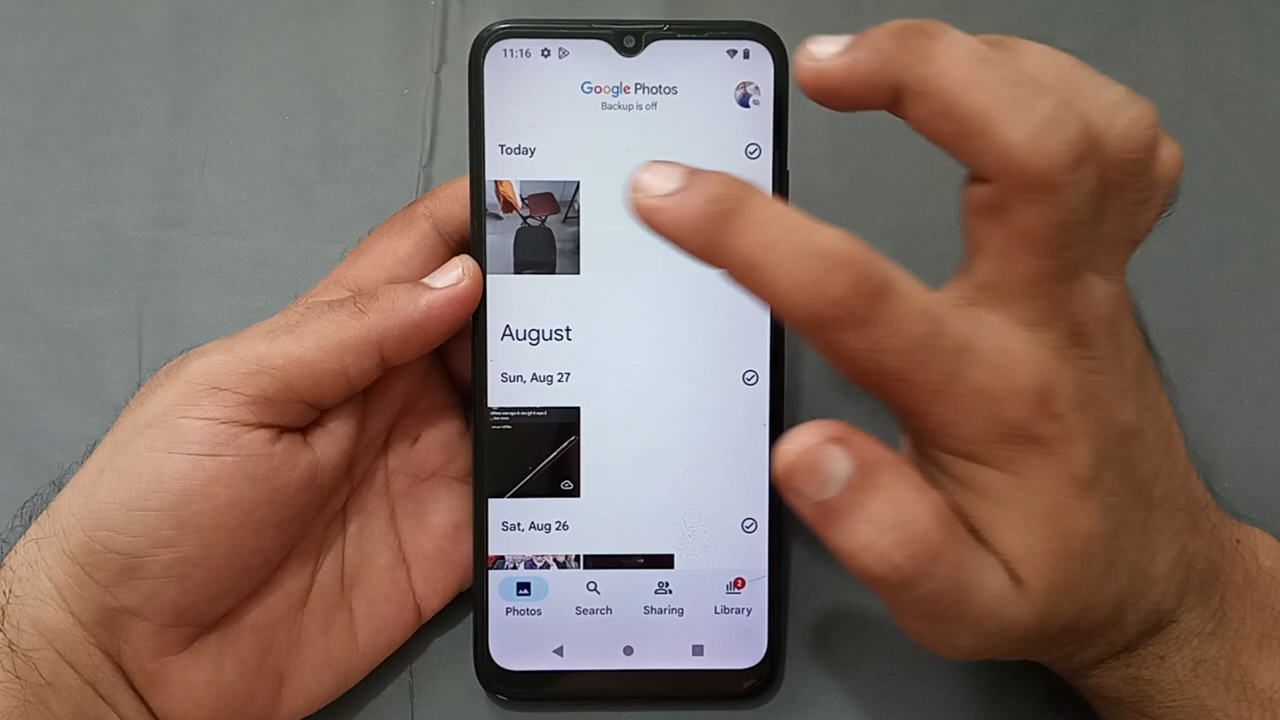 11:16
Google Photos
Backup is off
Today
August
Sun, Aug 27
Sat, Aug 26
2
Photos
Search
Sharing
Library